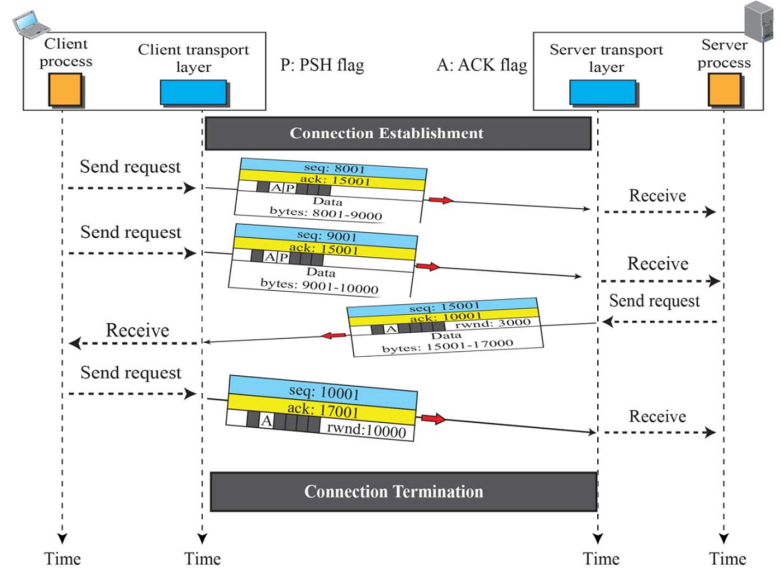 Client
process
Client transport
layer
P: PSH flag
A: ACK flag
Server transport
layer
Server
process
Connection Establishment
Send request
seq: 8001
ack: 15001
A P
Data
bytes: 8001-9000
Receive
Send request
seq: 9001
ack: 15001
A P
Data
bytes: 9001-10000
Receive
Send request
seq: 15001
ack: 10001
A rwnd: 3000
Data
bytes: 15001-17000
Receive
Send request
seq: 10001
ack: 17001
A rwnd:10000
Receive
Connection Termination
Time
Time
Time
Time